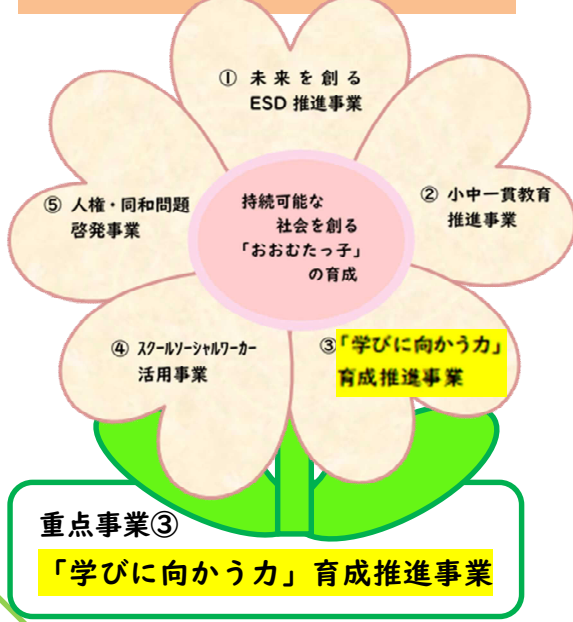 ① 未来を創る
ESD 推進事業
② 小中一貫教育
推進事業
③「学びに向かう力」
育成推進事業
④ ｽｸｰﾙｿｰｼｬﾙﾜｰｶｰ
活用事業
⑤ 人権・同和問題
啓発事業
持続可能な
社会を創る
「おおむたっ子」
の育成
重点事業③
「学びに向かう力」育成推進事業